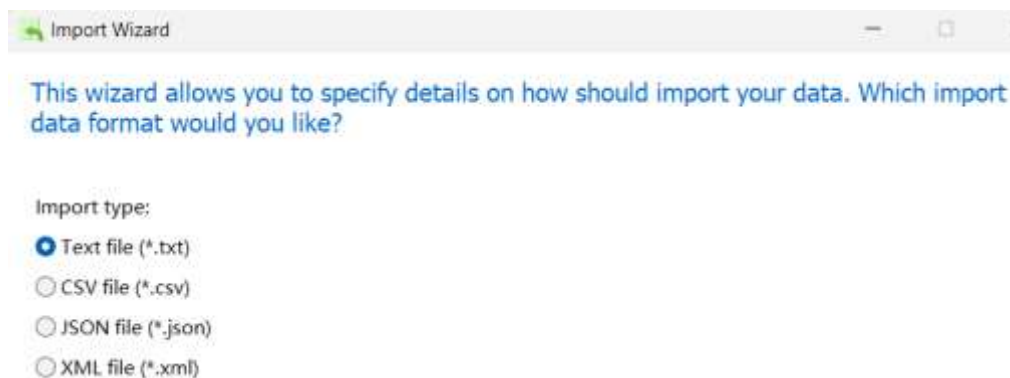 Import Wizard
This wizard allows you to specify details on how should import your data. Which import
data format would you like?
Import type:
Text file (*.txt)
CSV file (*.csv)
JSON file (*.json)
XML file (*.xml)